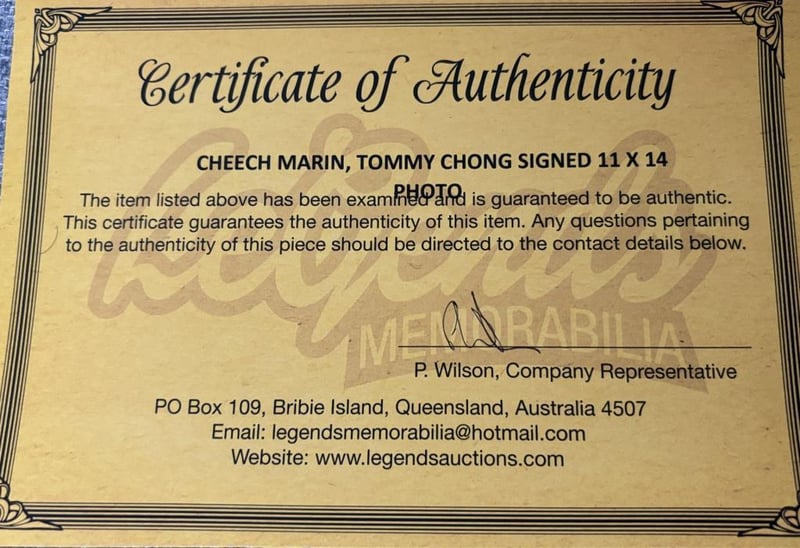 Certificate of Authenticity
CHEECH MARIN, TOMMY CHONG SIGNED 11 X 14
PHOTO
The item listed above has been examined and is guaranteed to be authentic.
This certificate guarantees the authenticity of this item. Any questions pertaining
to the authenticity of this piece should be directed to the contact details below.
Legends
MEMORABILIA
P. Wilson, Company Representative
PO Box 109, Bribie Island, Queensland, Australia 4507
Email: legendsmemorabilia@hotmail.com
Website: www.legendsauctions.com